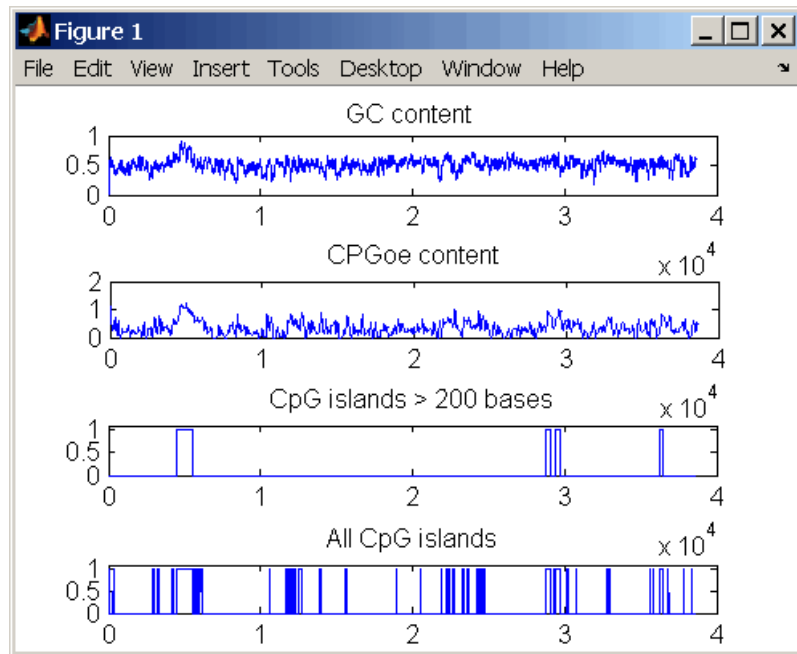 Figure 1
File Edit View Insert Tools Desktop Window Help
GC content
1
0.5
0
0 1 2 3 4
x 10^4
CPGoe content
2
1
0
0 1 2 3 4
x 10^4
CpG islands > 200 bases
1
0.5
0
0 1 2 3 4
x 10^4
All CpG islands
1
0.5
0
0 1 2 3 4